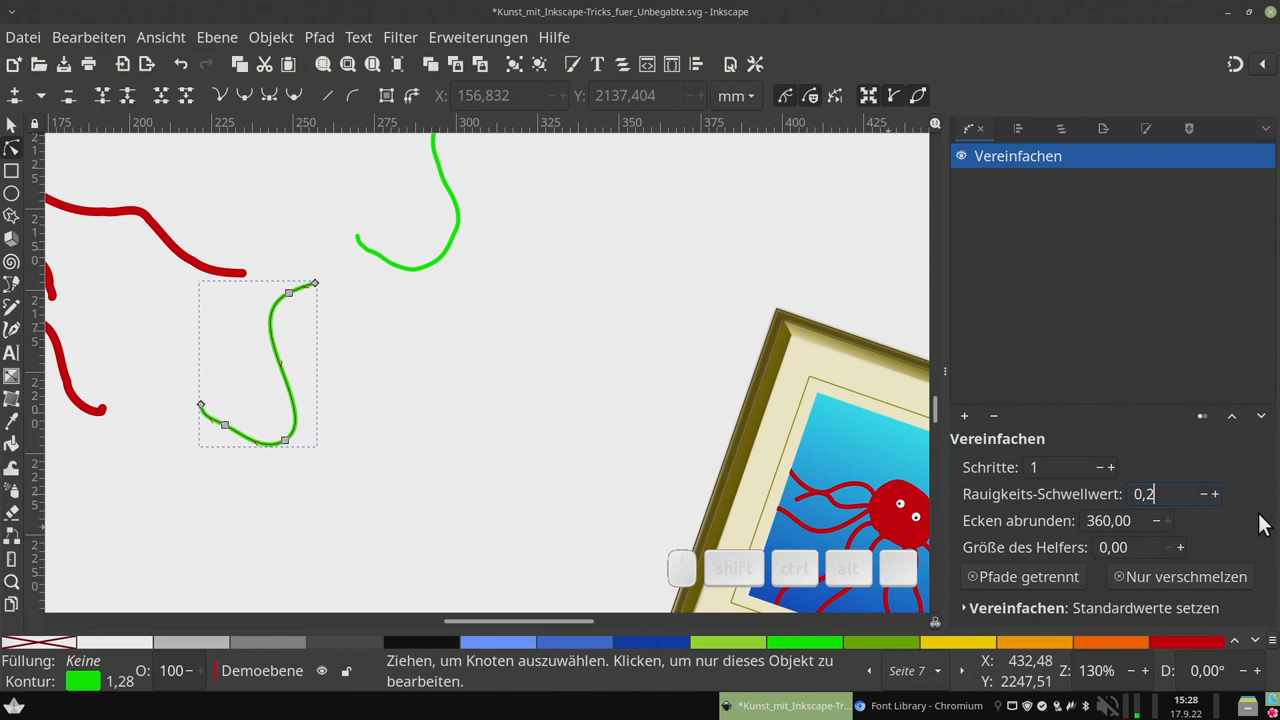 *Kunst_mit_Inkscape-Tricks_fuer_Unbegabte.svg - Inkscape
Datei Bearbeiten Ansicht Ebene Objekt Pfad Text Filter Erweiterungen Hilfe
X: 156,832 Y: 2137,404 mm
175 200 225 250 275 300 325 350 375 400 425
Vereinfachen
Vereinfachen
Schritte: 1
Rauigkeits-Schwellwert: 0,2
Ecken abrunden: 360,00
Größe des Helfers: 0,00
Pfade getrennt Nur verschmelzen
Vereinfachen: Standardwerte setzen
shift ctrl alt
Füllung: Keine
Kontur: 1,28
O: 100
Demoebene
Ziehen, um Knoten auszuwählen. Klicken, um nur dieses Objekt zu
bearbeiten.
Seite 7
X: 432,48
Y: 2247,51
Z: 130%
D: 0,00°
*Kunst_mit_Inkscape-Tr... Font Library - Chromium
15:28
17.9.22